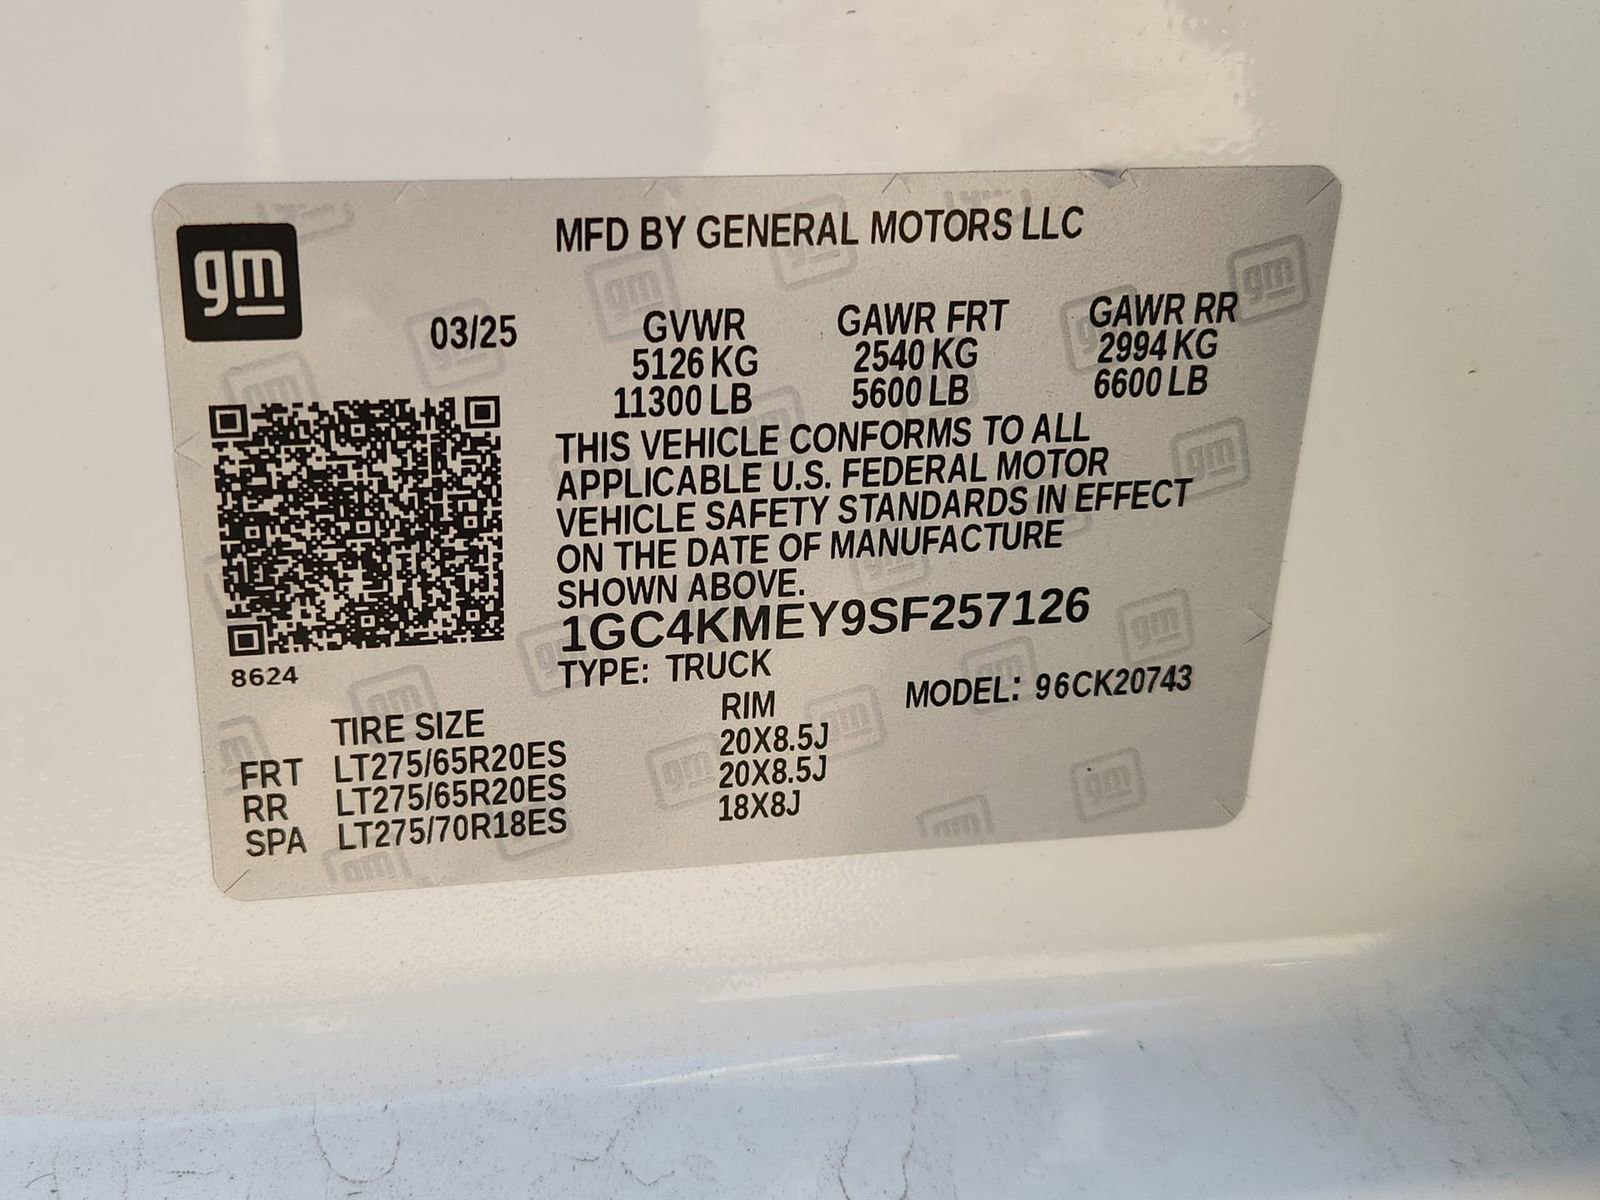 gm
MFD BY GENERAL MOTORS LLC
03/25
GVWR GAWR FRT GAWR RR
5126 KG 2540 KG 2994 KG
11300 LB 5600 LB 6600 LB
THIS VEHICLE CONFORMS TO ALL
APPLICABLE U.S. FEDERAL MOTOR
VEHICLE SAFETY STANDARDS IN EFFECT
ON THE DATE OF MANUFACTURE
SHOWN ABOVE.
1GC4KMEY9SF257126
8624
TYPE: TRUCK
MODEL: 96CK20743
TIRE SIZE RIM
FRT LT275/65R20ES 20X8.5J
RR LT275/65R20ES 20X8.5J
SPA LT275/70R18ES 18X8J